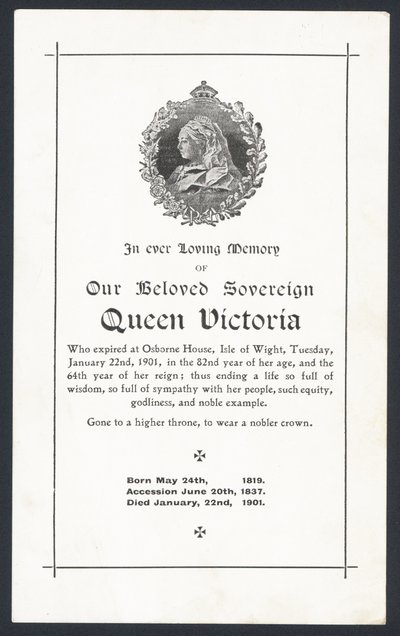 In ever Loving Memory
OF
Our Beloved Sovereign
Queen Victoria
Who expired at Osborne House, Isle of Wight, Tuesday,
January 22nd, 1901, in the 82nd year of her age, and the
64th year of her reign; thus ending a life so full of
wisdom, so full of sympathy with her people, such equity,
godliness, and noble example.
Gone to a higher throne, to wear a nobler crown.
Born May 24th, 1819.
Accession June 20th, 1837.
Died January, 22nd, 1901.